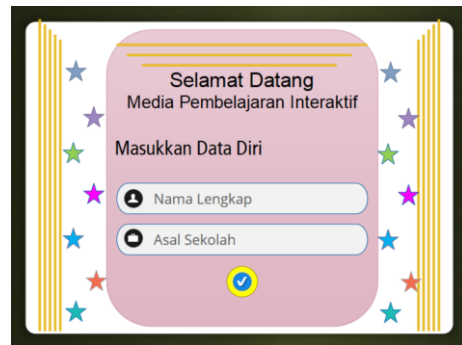 Selamat Datang
Media Pembelajaran Interaktif
Masukkan Data Diri
Nama Lengkap
Asal Sekolah